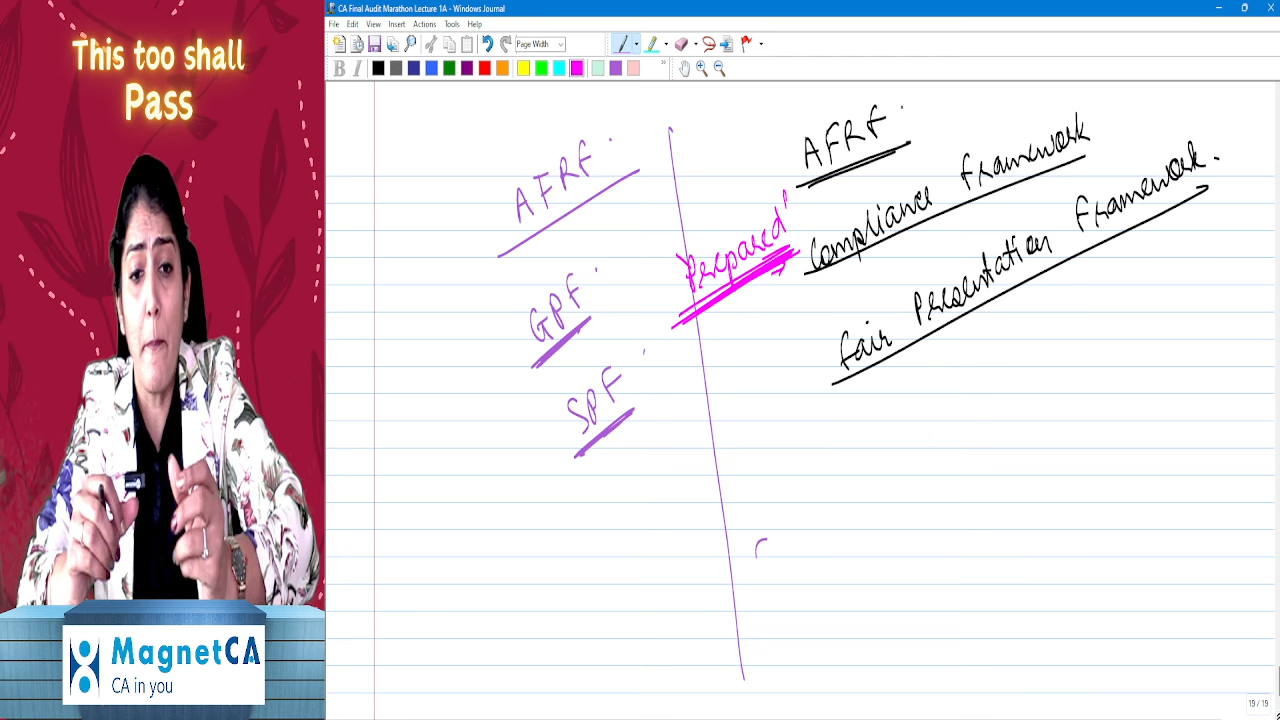 This too shall
Pass
CA Final Audit Marathon Lecture 1A - Windows Journal
File Edit View Insert Actions Tools Help
Page Width
B I
AFRF.
GPF.
SPF
AFRF.
"Prepared"
Compliance Framework
Fair Presentation Framework.
MagnetCA
CA in you
19 / 19